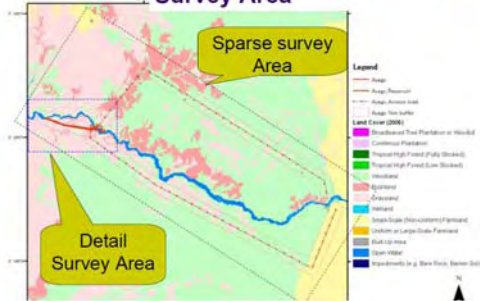 Survey Area
Sparse survey
Area
Detail
Survey Area
Legend
Ayago
Ayago Reservoir
Ayago Access road
Ayago 5km buffer
Land Cover (2005)
Broadleaved Tree Plantation or Woodlot
Coniferous Plantation
Tropical High Forest (Fully Stocked)
Tropical High Forest (Low Stocked)
Woodland
Bushland
Grassland
Wetland
Small-Scale (Non-Uniform) Farmland
Uniform or Large-Scale Farmland
Built Up Area
Open Water
Impediments (e.g. Bare Rock, Barren Soil)
N